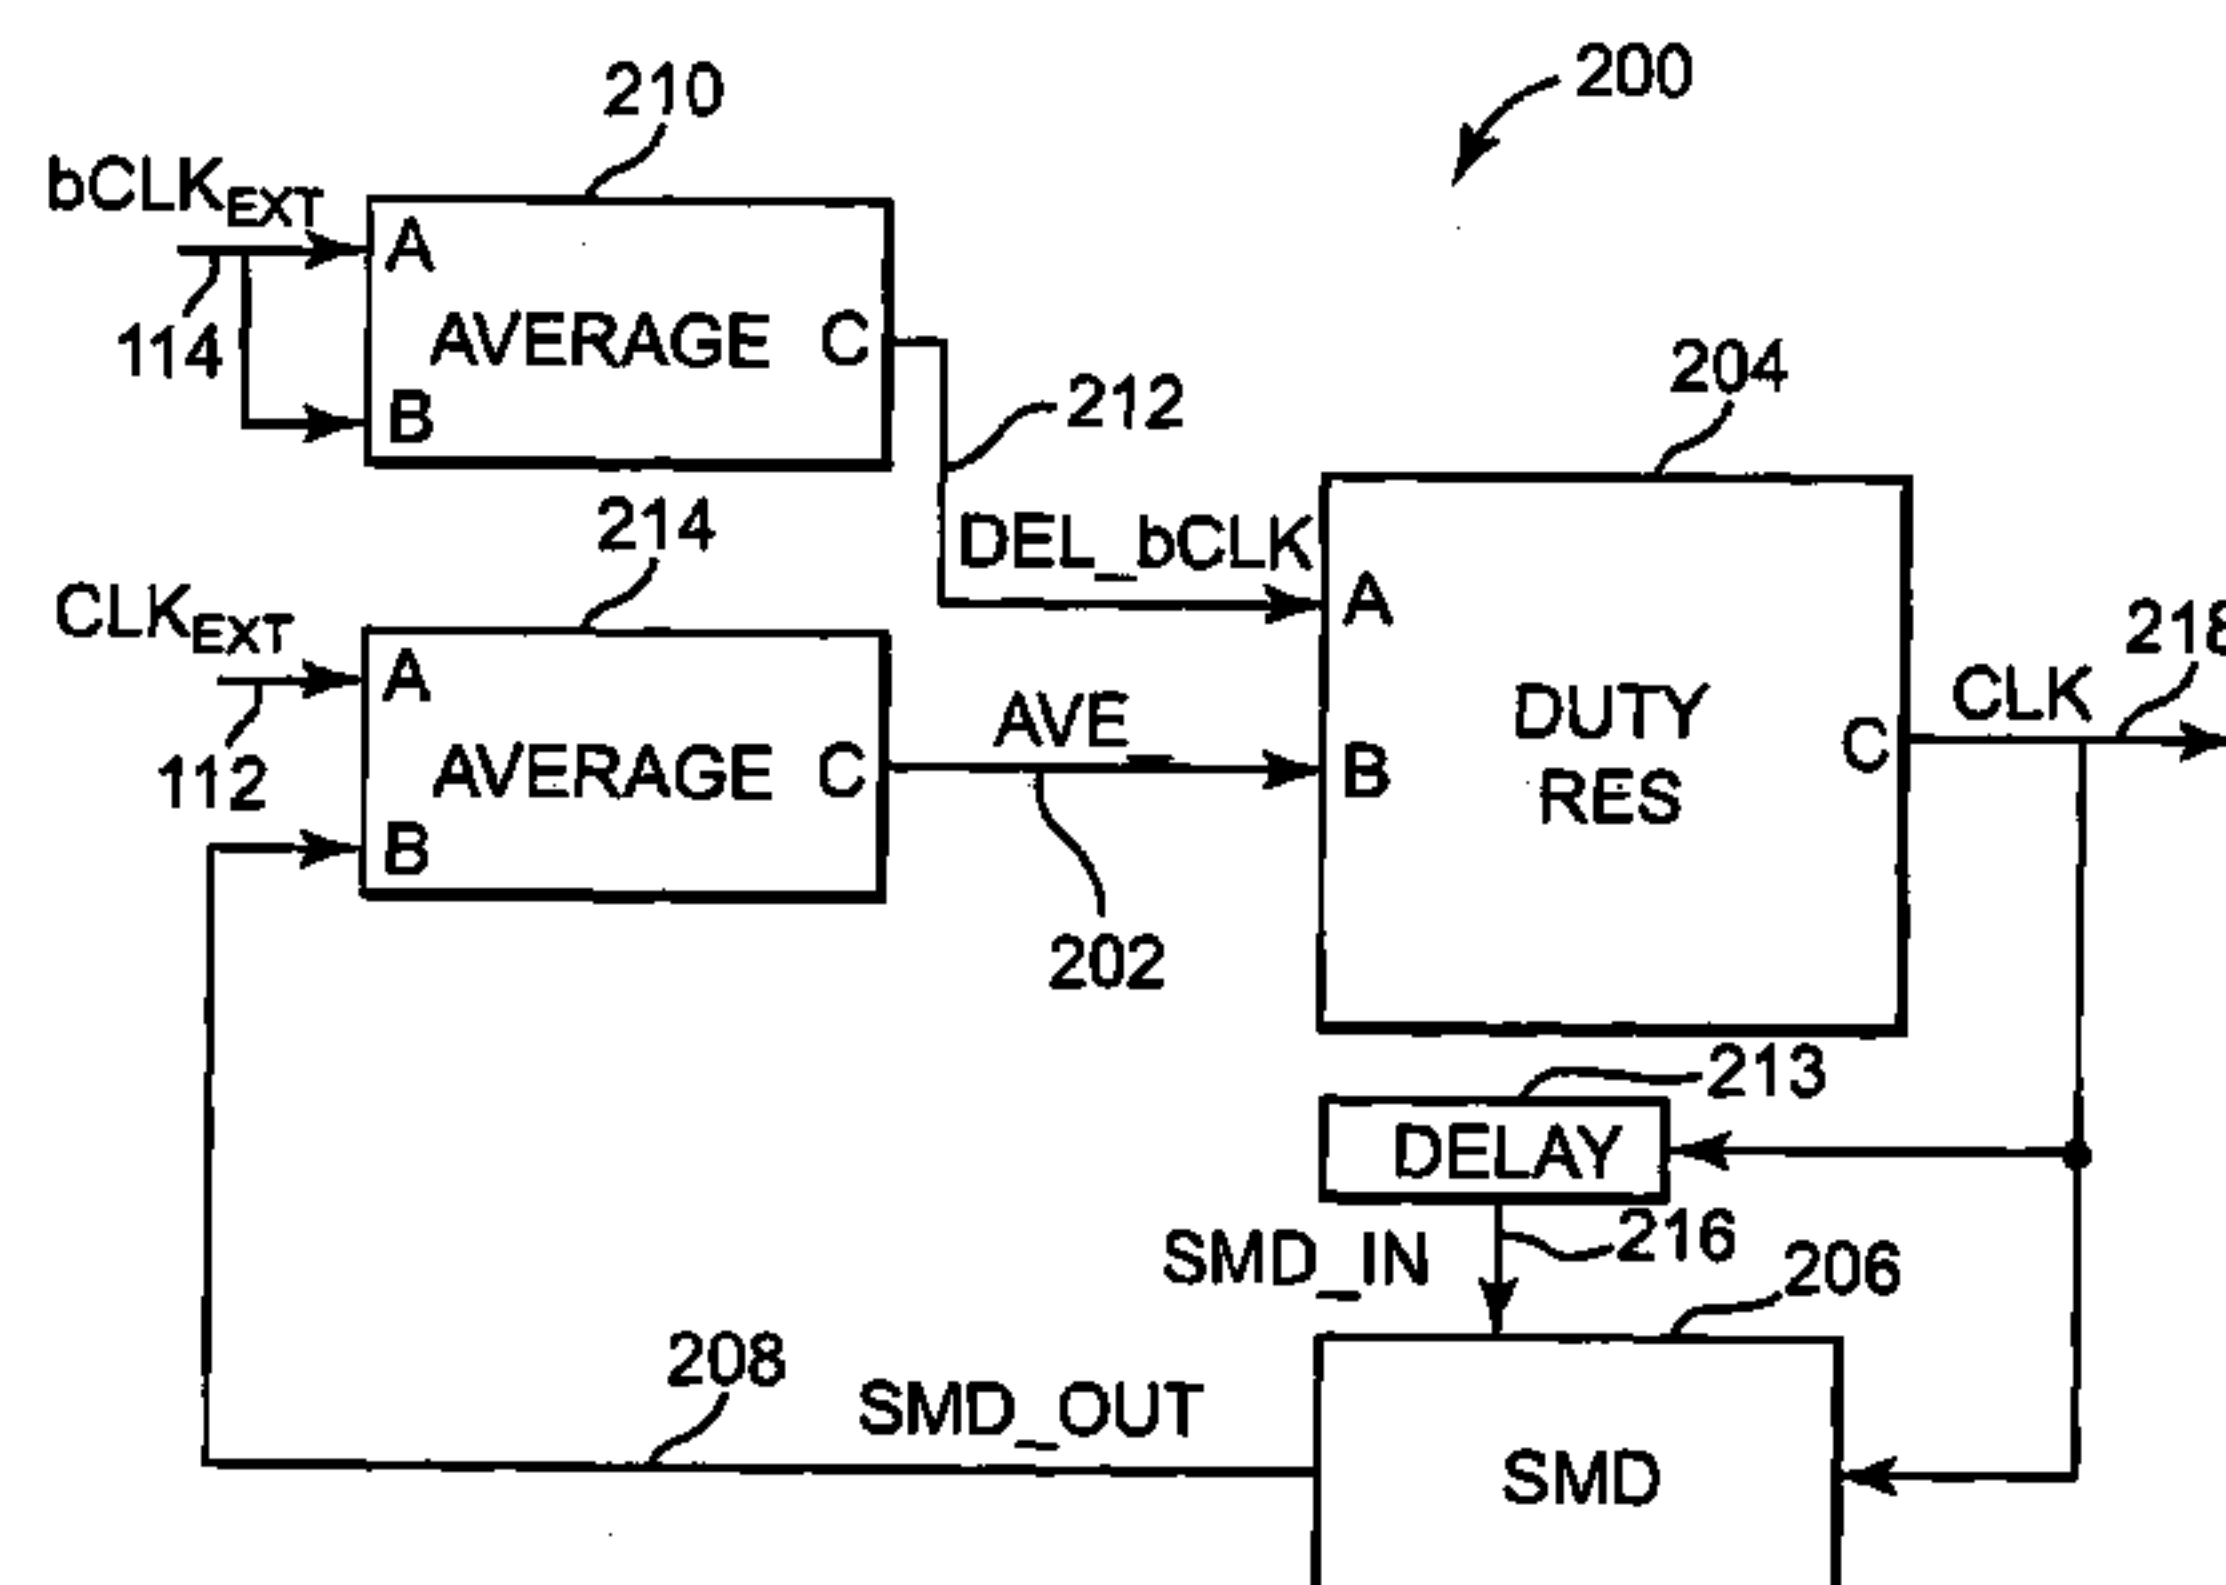 210
200
bCLKEXT
A
114
AVERAGE
C
B
212
204
214
DEL_bCLK
CLKEXT
A
A
218
112
AVERAGE
C
AVE_
B
DUTY
RES
C
CLK
B
202
213
DELAY
216
SMD_IN
206
208
SMD_OUT
SMD